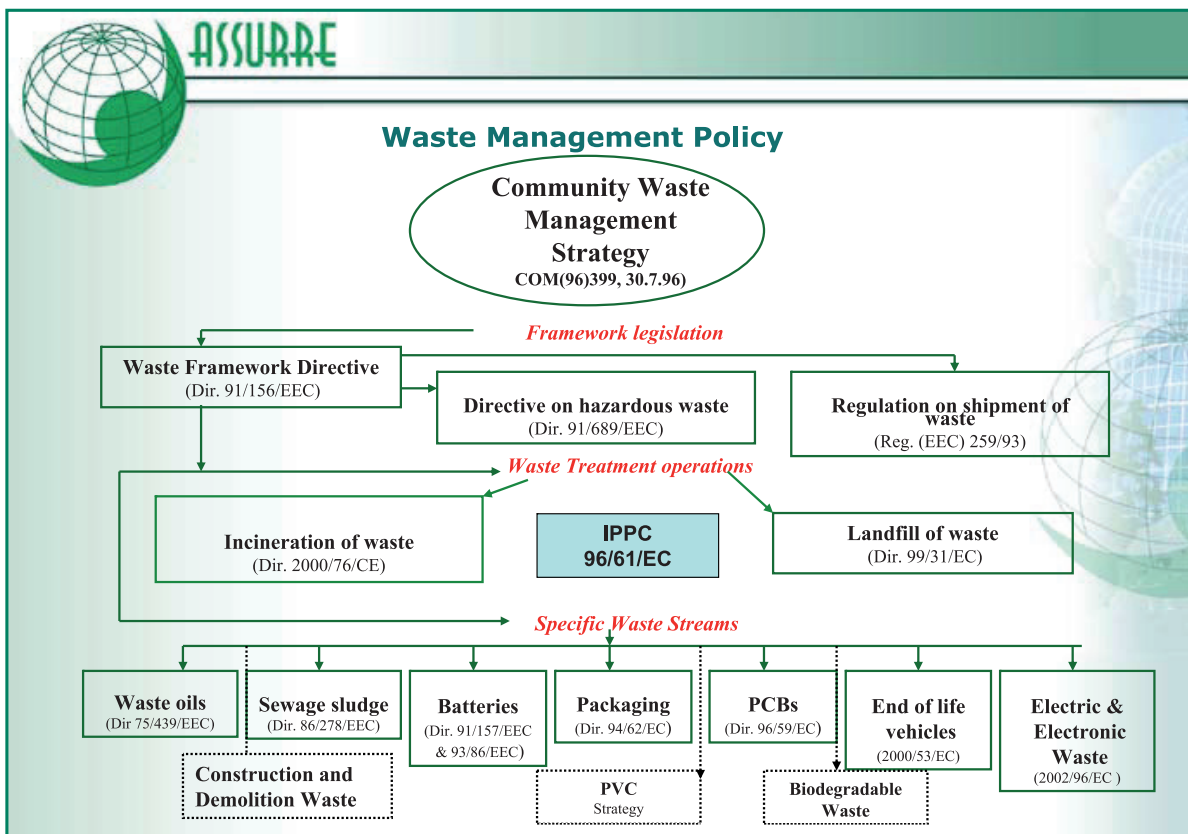 ASSURRE
Waste Management Policy
Community Waste
Management
Strategy
COM(96)399, 30.7.96)
Framework legislation
Waste Framework Directive
(Dir. 91/156/EEC)
Directive on hazardous waste
(Dir. 91/689/EEC)
Regulation on shipment of
waste
(Reg. (EEC) 259/93)
Waste Treatment operations
Incineration of waste
(Dir. 2000/76/CE)
IPPC
96/61/EC
Landfill of waste
(Dir. 99/31/EC)
Specific Waste Streams
Waste oils
(Dir 75/439/EEC)
Sewage sludge
(Dir. 86/278/EEC)
Batteries
(Dir. 91/157/EEC
& 93/86/EEC)
Packaging
(Dir. 94/62/EC)
PCBs
(Dir. 96/59/EC)
End of life
vehicles
(2000/53/EC)
Electric &
Electronic
Waste
(2002/96/EC )
Construction and
Demolition Waste
PVC
Strategy
Biodegradable
Waste